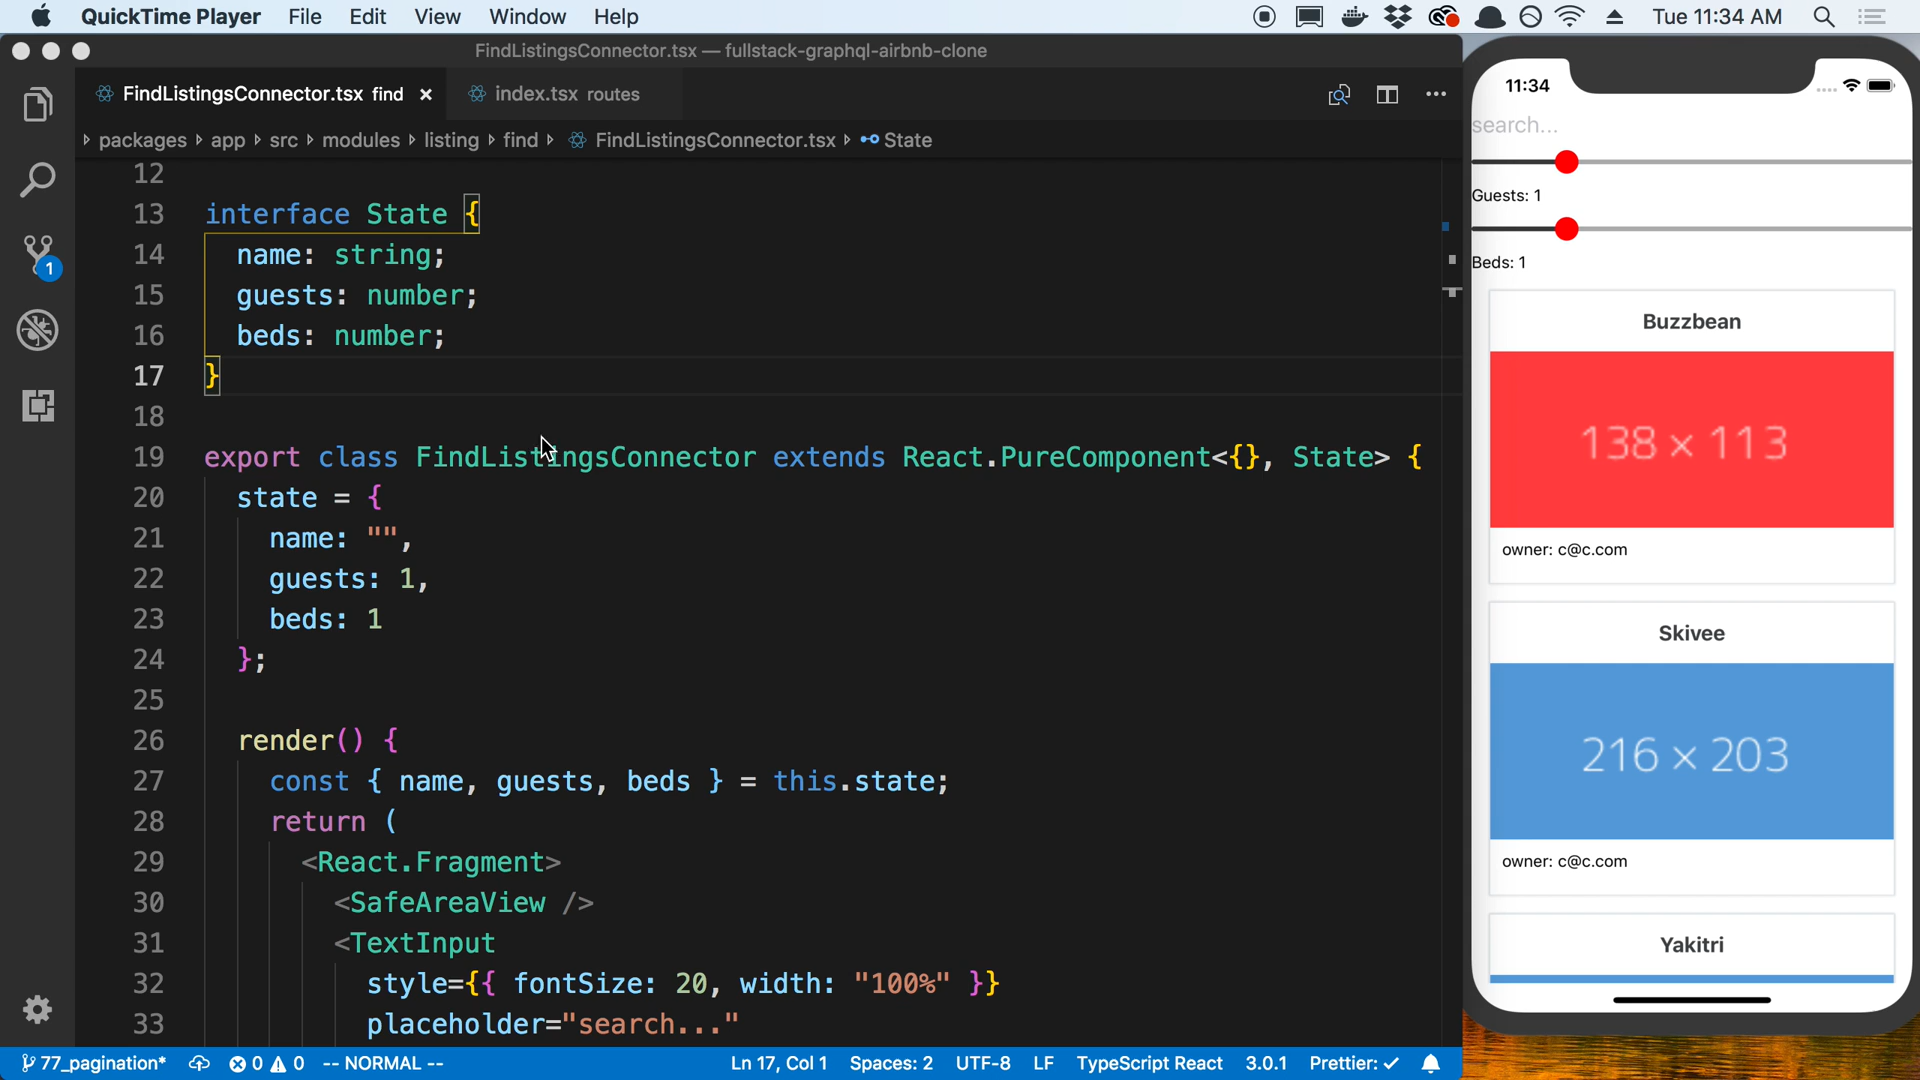 QuickTime Player File Edit View Window Help Tue 11:34 AM
FindListingsConnector.tsx — fullstack-graphql-airbnb-clone
FindListingsConnector.tsx find × index.tsx routes
packages app src modules listing find FindListingsConnector.tsx State
12
13 interface State {
14 name: string;
15 guests: number;
16 beds: number;
17 }
18
19 export class FindListingsConnector extends React.PureComponent<{}, State> {
20 state = {
21 name: "",
22 guests: 1,
23 beds: 1
24 };
25
26 render() {
27 const { name, guests, beds } = this.state;
28 return (
29 <React.Fragment>
30 <SafeAreaView />
31 <TextInput
32 style={{ fontSize: 20, width: "100%" }}
33 placeholder="search..."
1
77_pagination* 0 0 -- NORMAL -- Ln 17, Col 1 Spaces: 2 UTF-8 LF TypeScript React 3.0.1 Prettier: ✓
11:34
search...
Guests: 1
Beds: 1
Buzzbean
138 × 113
owner: c@c.com
Skivee
216 × 203
owner: c@c.com
Yakitri